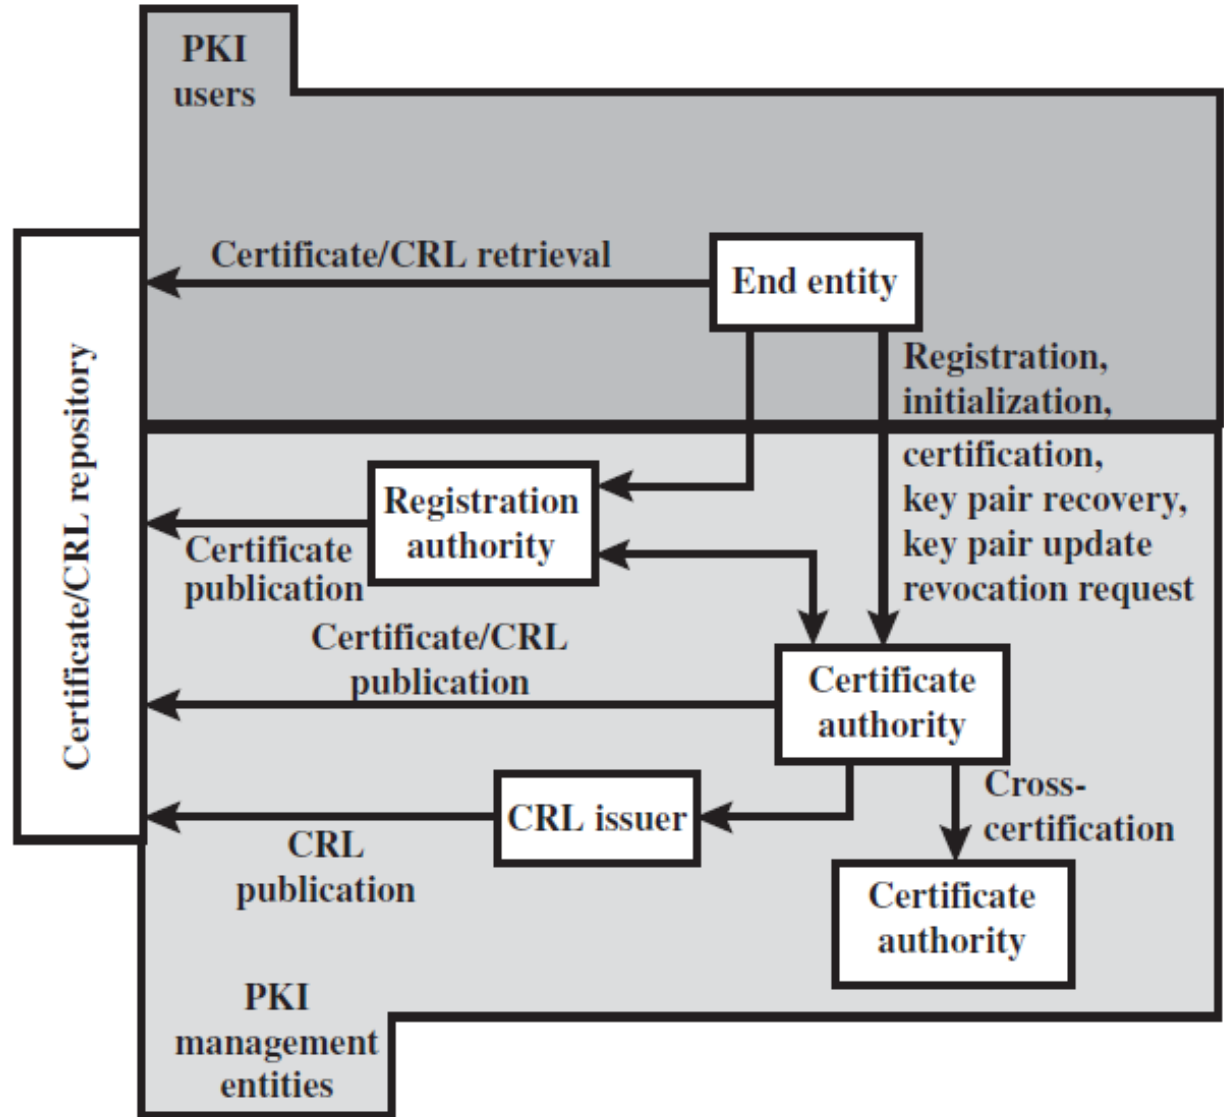 PKI
users
Certificate/CRL retrieval
End entity
Registration,
initialization,
certification,
key pair recovery,
key pair update
revocation request
Certificate/CRL repository
Registration
authority
Certificate
publication
Certificate/CRL
publication
Certificate
authority
CRL issuer
CRL
publication
Cross-
certification
Certificate
authority
PKI
management
entities